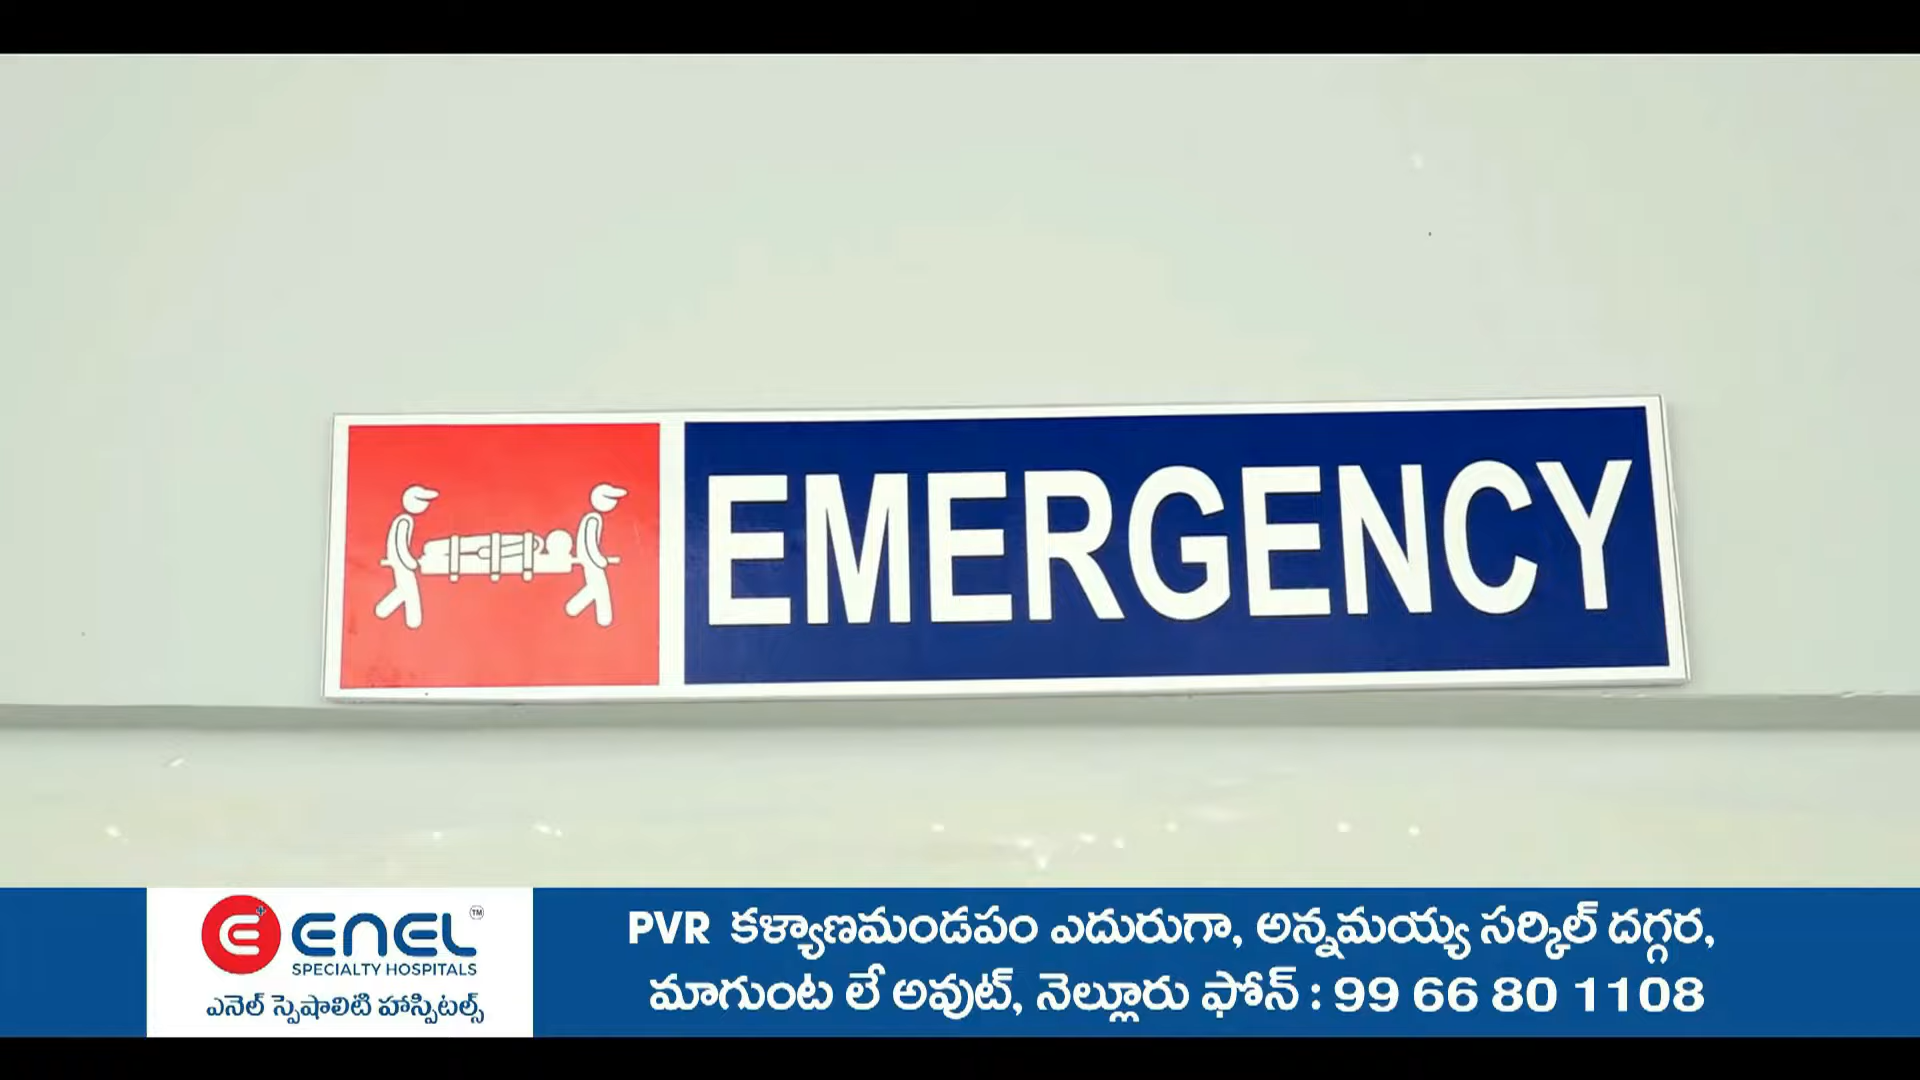 EMERGENCY
ENEL™
SPECIALTY HOSPITALS
ఎనెల్ స్పెషాలిటి హాస్పిటల్స్
PVR కళ్యాణమండపం ఎదురుగా, అన్నమయ్య సర్కిల్ దగ్గర,
మాగుంట లే అవుట్, నెల్లూరు ఫోన్ : 99 66 80 1108